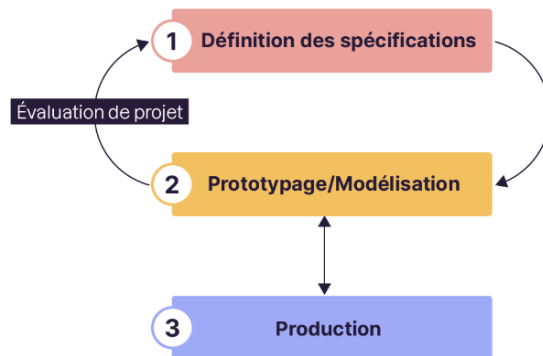 1 Définition des spécifications
Évaluation de projet
2 Prototypage/Modélisation
3 Production